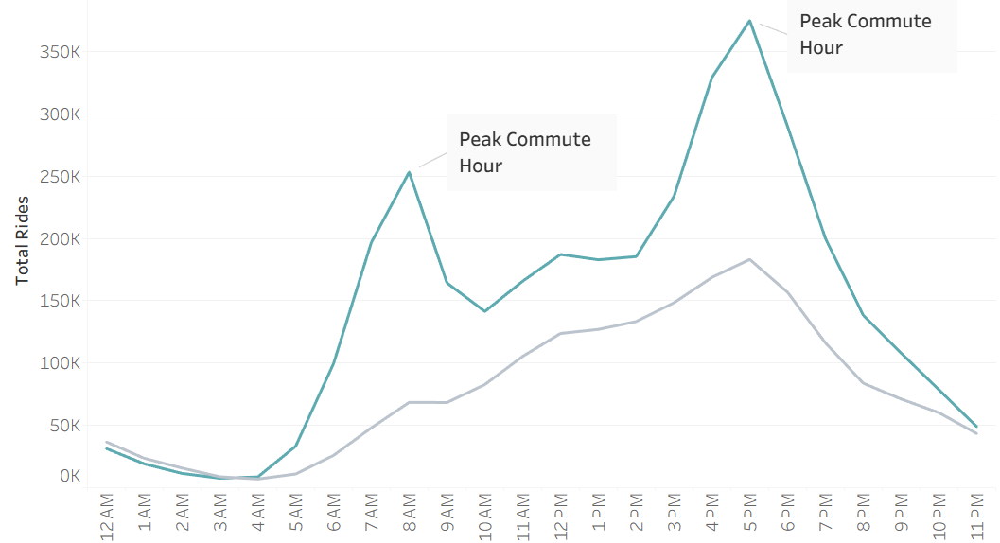 Peak Commute
Hour
Peak Commute
Hour
Total Rides
350K
300K
250K
200K
150K
100K
50K
0K
12 AM
1 AM
2 AM
3 AM
4 AM
5 AM
6 AM
7 AM
8 AM
9 AM
10 AM
11 AM
12 PM
1 PM
2 PM
3 PM
4 PM
5 PM
6 PM
7 PM
8 PM
9 PM
10 PM
11 PM